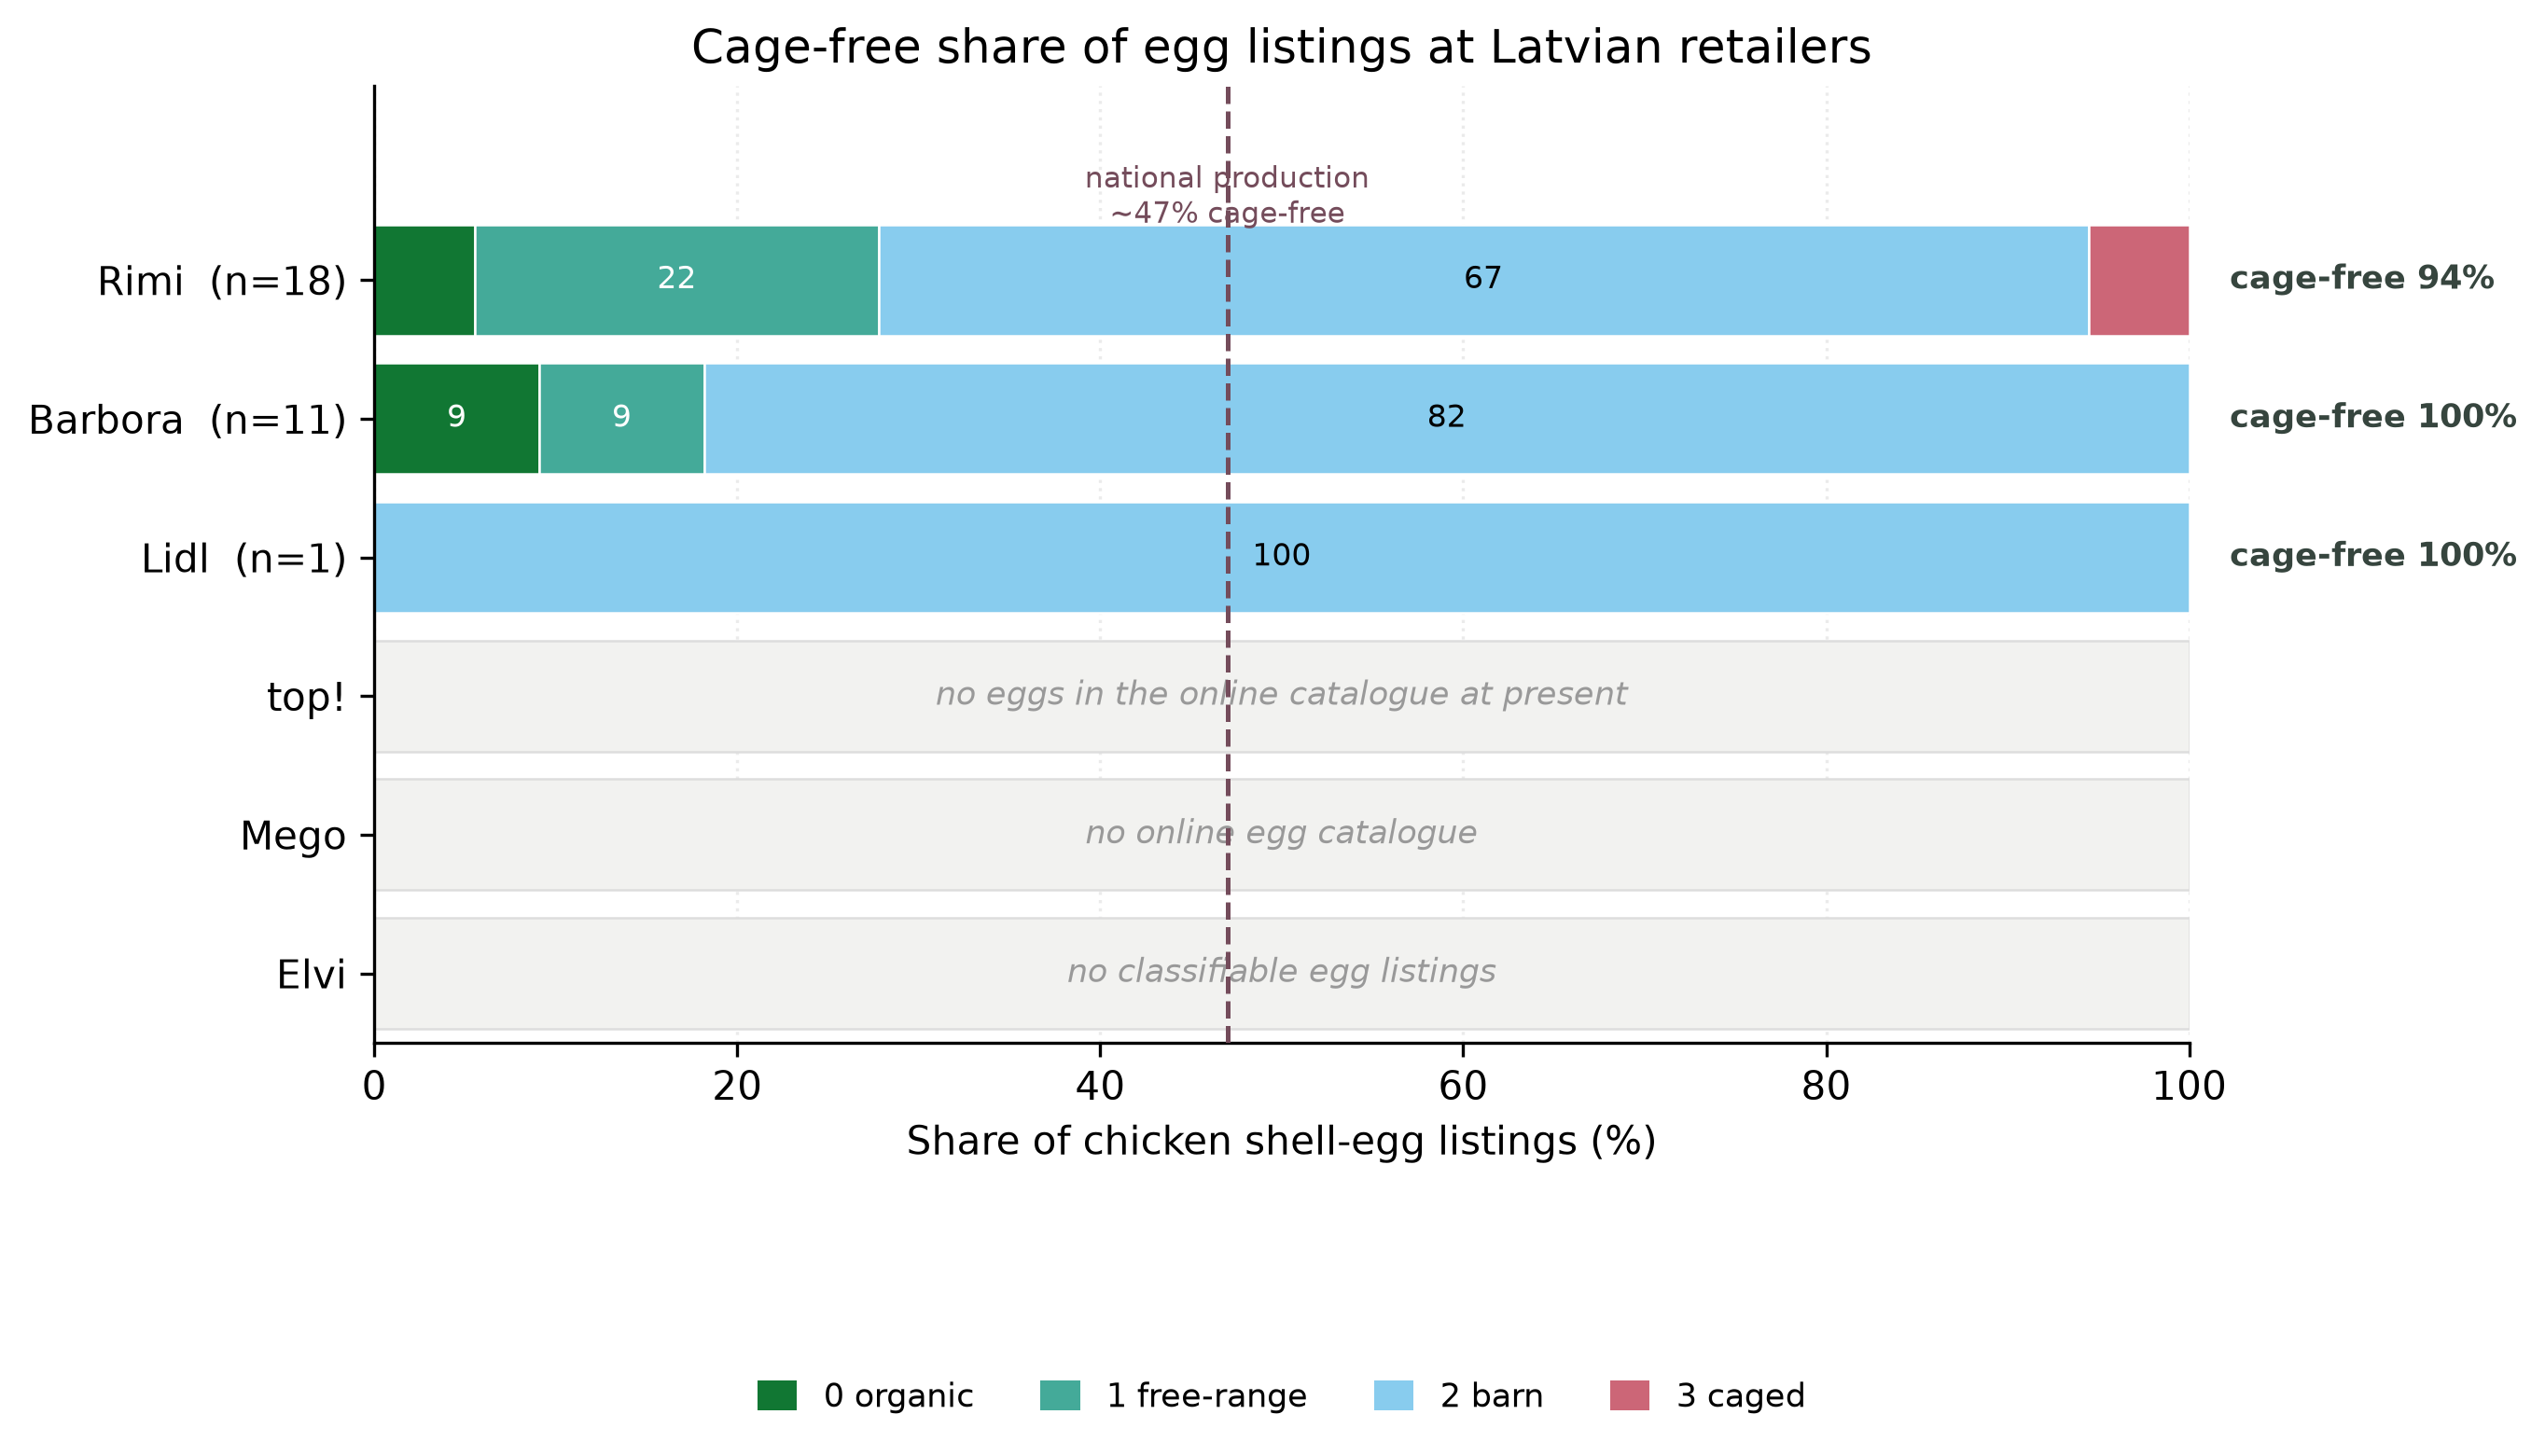 Cage-free share of egg listings at Latvian retailers
national production
~47% cage-free
Rimi (n=18) 22 67 cage-free 94%
Barbora (n=11) 9 9 82 cage-free 100%
Lidl (n=1) 100 cage-free 100%
top! no eggs in the online catalogue at present
Mego no online egg catalogue
Elvi no classifiable egg listings
0 20 40 60 80 100
Share of chicken shell-egg listings (%)
0 organic 1 free-range 2 barn 3 caged